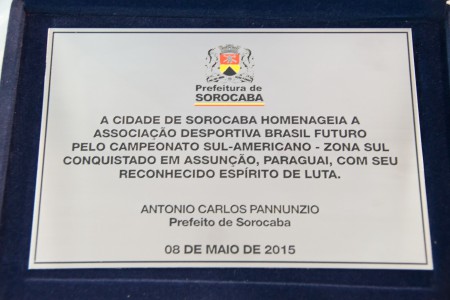 Prefeitura de
SOROCABA
A CIDADE DE SOROCABA HOMENAGEIA A
ASSOCIAÇÃO DESPORTIVA BRASIL FUTURO
PELO CAMPEONATO SUL-AMERICANO - ZONA SUL
CONQUISTADO EM ASSUNÇÃO, PARAGUAI, COM SEU
RECONHECIDO ESPÍRITO DE LUTA.
ANTONIO CARLOS PANNUNZIO
Prefeito de Sorocaba
08 DE MAIO DE 2015